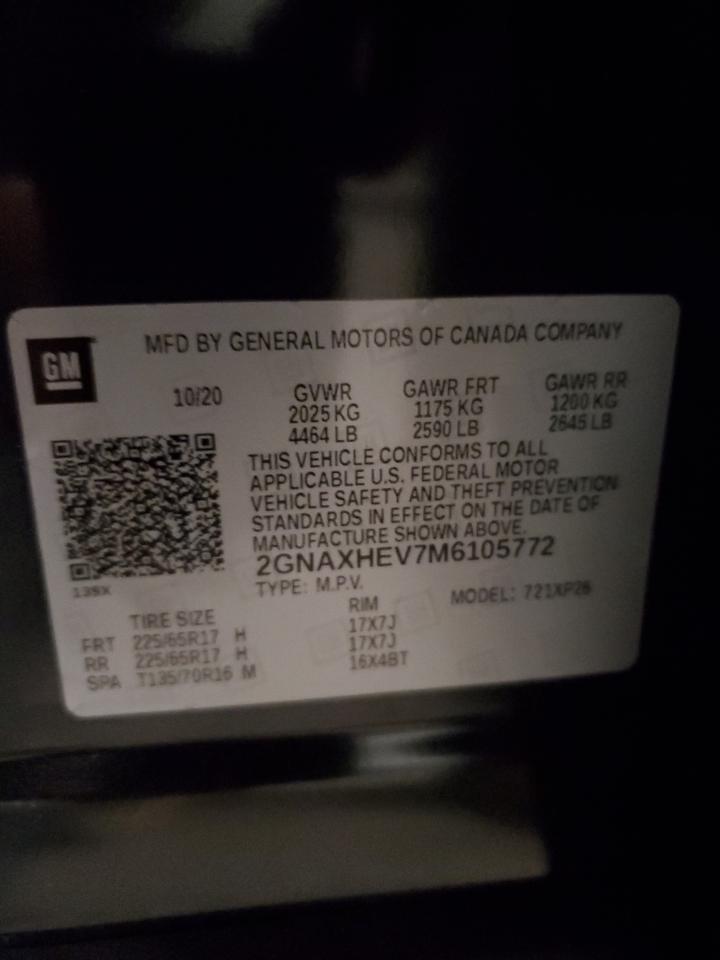 GM
MFD BY GENERAL MOTORS OF CANADA COMPANY
10/20
GVWR GAWR FRT GAWR RR
2025 KG 1175 KG 1200 KG
4464 LB 2590 LB 2645 LB
THIS VEHICLE CONFORMS TO ALL
APPLICABLE U.S. FEDERAL MOTOR
VEHICLE SAFETY AND THEFT PREVENTION
STANDARDS IN EFFECT ON THE DATE OF
MANUFACTURE SHOWN ABOVE.
2GNAXHEV7M6105772
TYPE: M.P.V. MODEL: 721XP26
TIRE SIZE RIM
FRT 225/65R17 H 17X7J
RR 225/65R17 H 17X7J
SPA T135/70R16 M 16X4BT